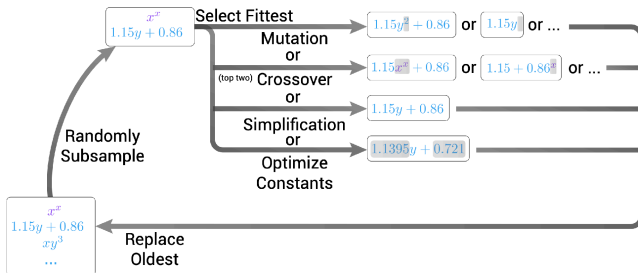 x^x
1.15y + 0.86
Select Fittest
1.15y^2 + 0.86 or 1.15y or ...
Mutation
or
(top two) Crossover
1.15x^x + 0.86 or 1.15 + 0.86^x or ...
or
1.15y + 0.86
Simplification
or
Optimize
Constants
1.1395y + 0.721
Randomly
Subsample
x^x
1.15y + 0.86
xy^3
...
Replace
Oldest